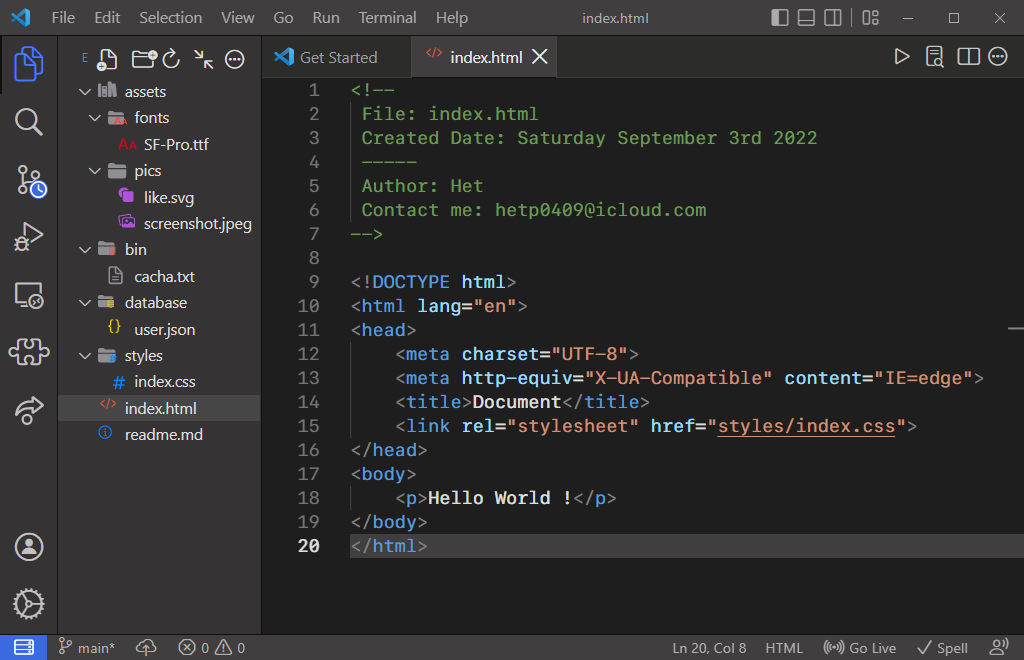 File Edit Selection View Go Run Terminal Help index.html
E
assets
fonts
SF-Pro.ttf
pics
like.svg
screenshot.jpeg
bin
cacha.txt
database
user.json
styles
index.css
index.html
readme.md
Get Started index.html
1 <!--
2 File: index.html
3 Created Date: Saturday September 3rd 2022
4 -----
5 Author: Het
6 Contact me: hetp0409@icloud.com
7 -->
8
9 <!DOCTYPE html>
10 <html lang="en">
11 <head>
12 <meta charset="UTF-8">
13 <meta http-equiv="X-UA-Compatible" content="IE=edge">
14 <title>Document</title>
15 <link rel="stylesheet" href="styles/index.css">
16 </head>
17 <body>
18 <p>Hello World !</p>
19 </body>
20 </html>
main* 0 0 Ln 20, Col 8 HTML Go Live Spell